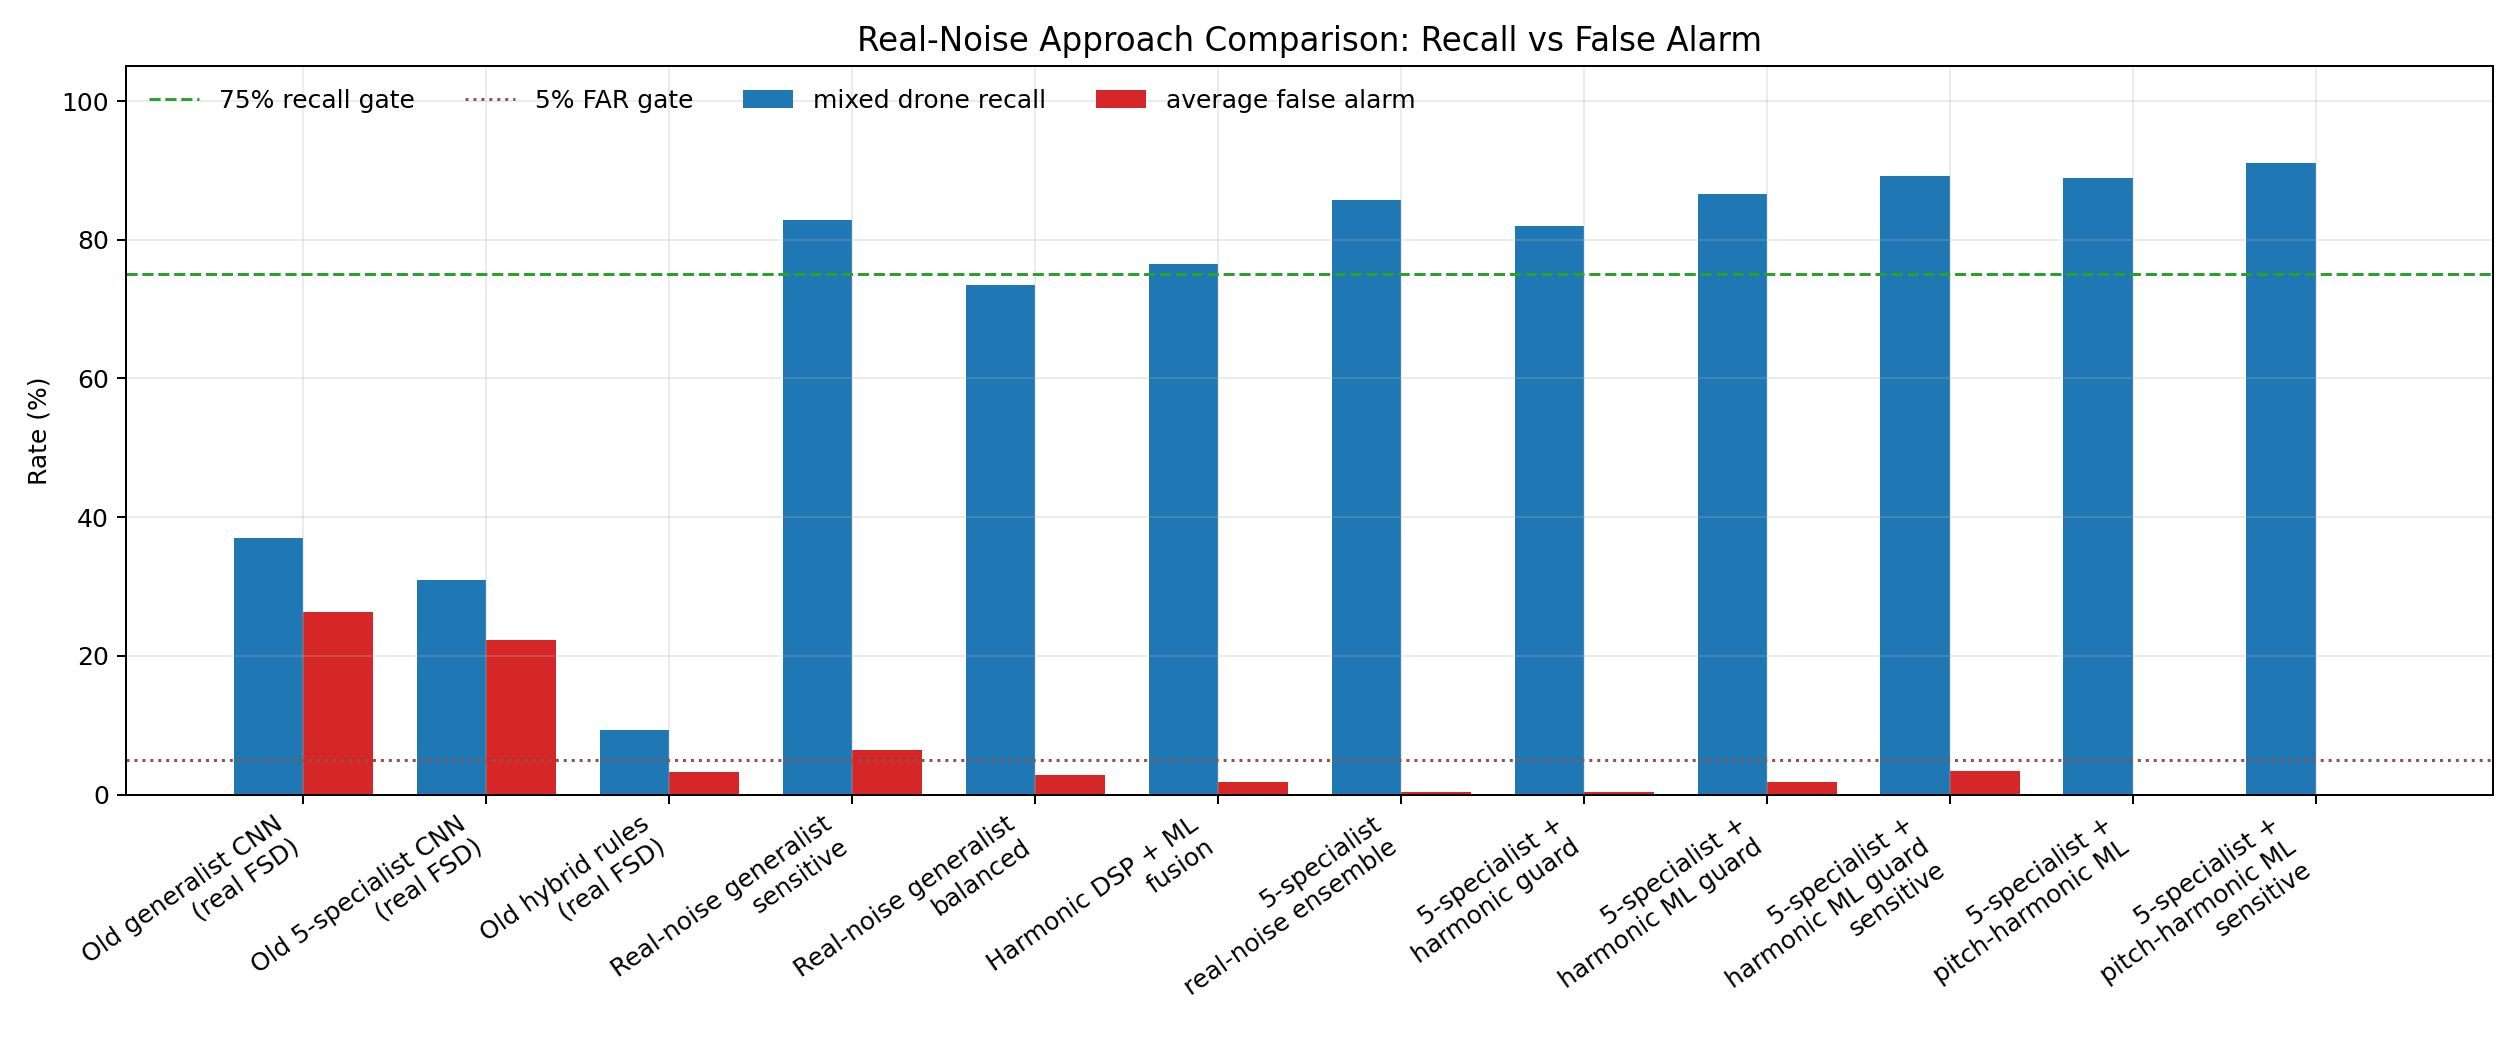 Real-Noise Approach Comparison: Recall vs False Alarm
75% recall gate
5% FAR gate
mixed drone recall
average false alarm
Rate (%)
100
80
60
40
20
0
Old generalist CNN
(real FSD)
Old 5-specialist CNN
(real FSD)
Old hybrid rules
(real FSD)
Real-noise generalist
sensitive
Real-noise generalist
balanced
Harmonic DSP + ML
fusion
5-specialist
real-noise ensemble
5-specialist +
harmonic guard
5-specialist +
harmonic ML guard
5-specialist +
harmonic ML guard
sensitive
5-specialist +
pitch-harmonic ML
5-specialist +
pitch-harmonic ML
sensitive